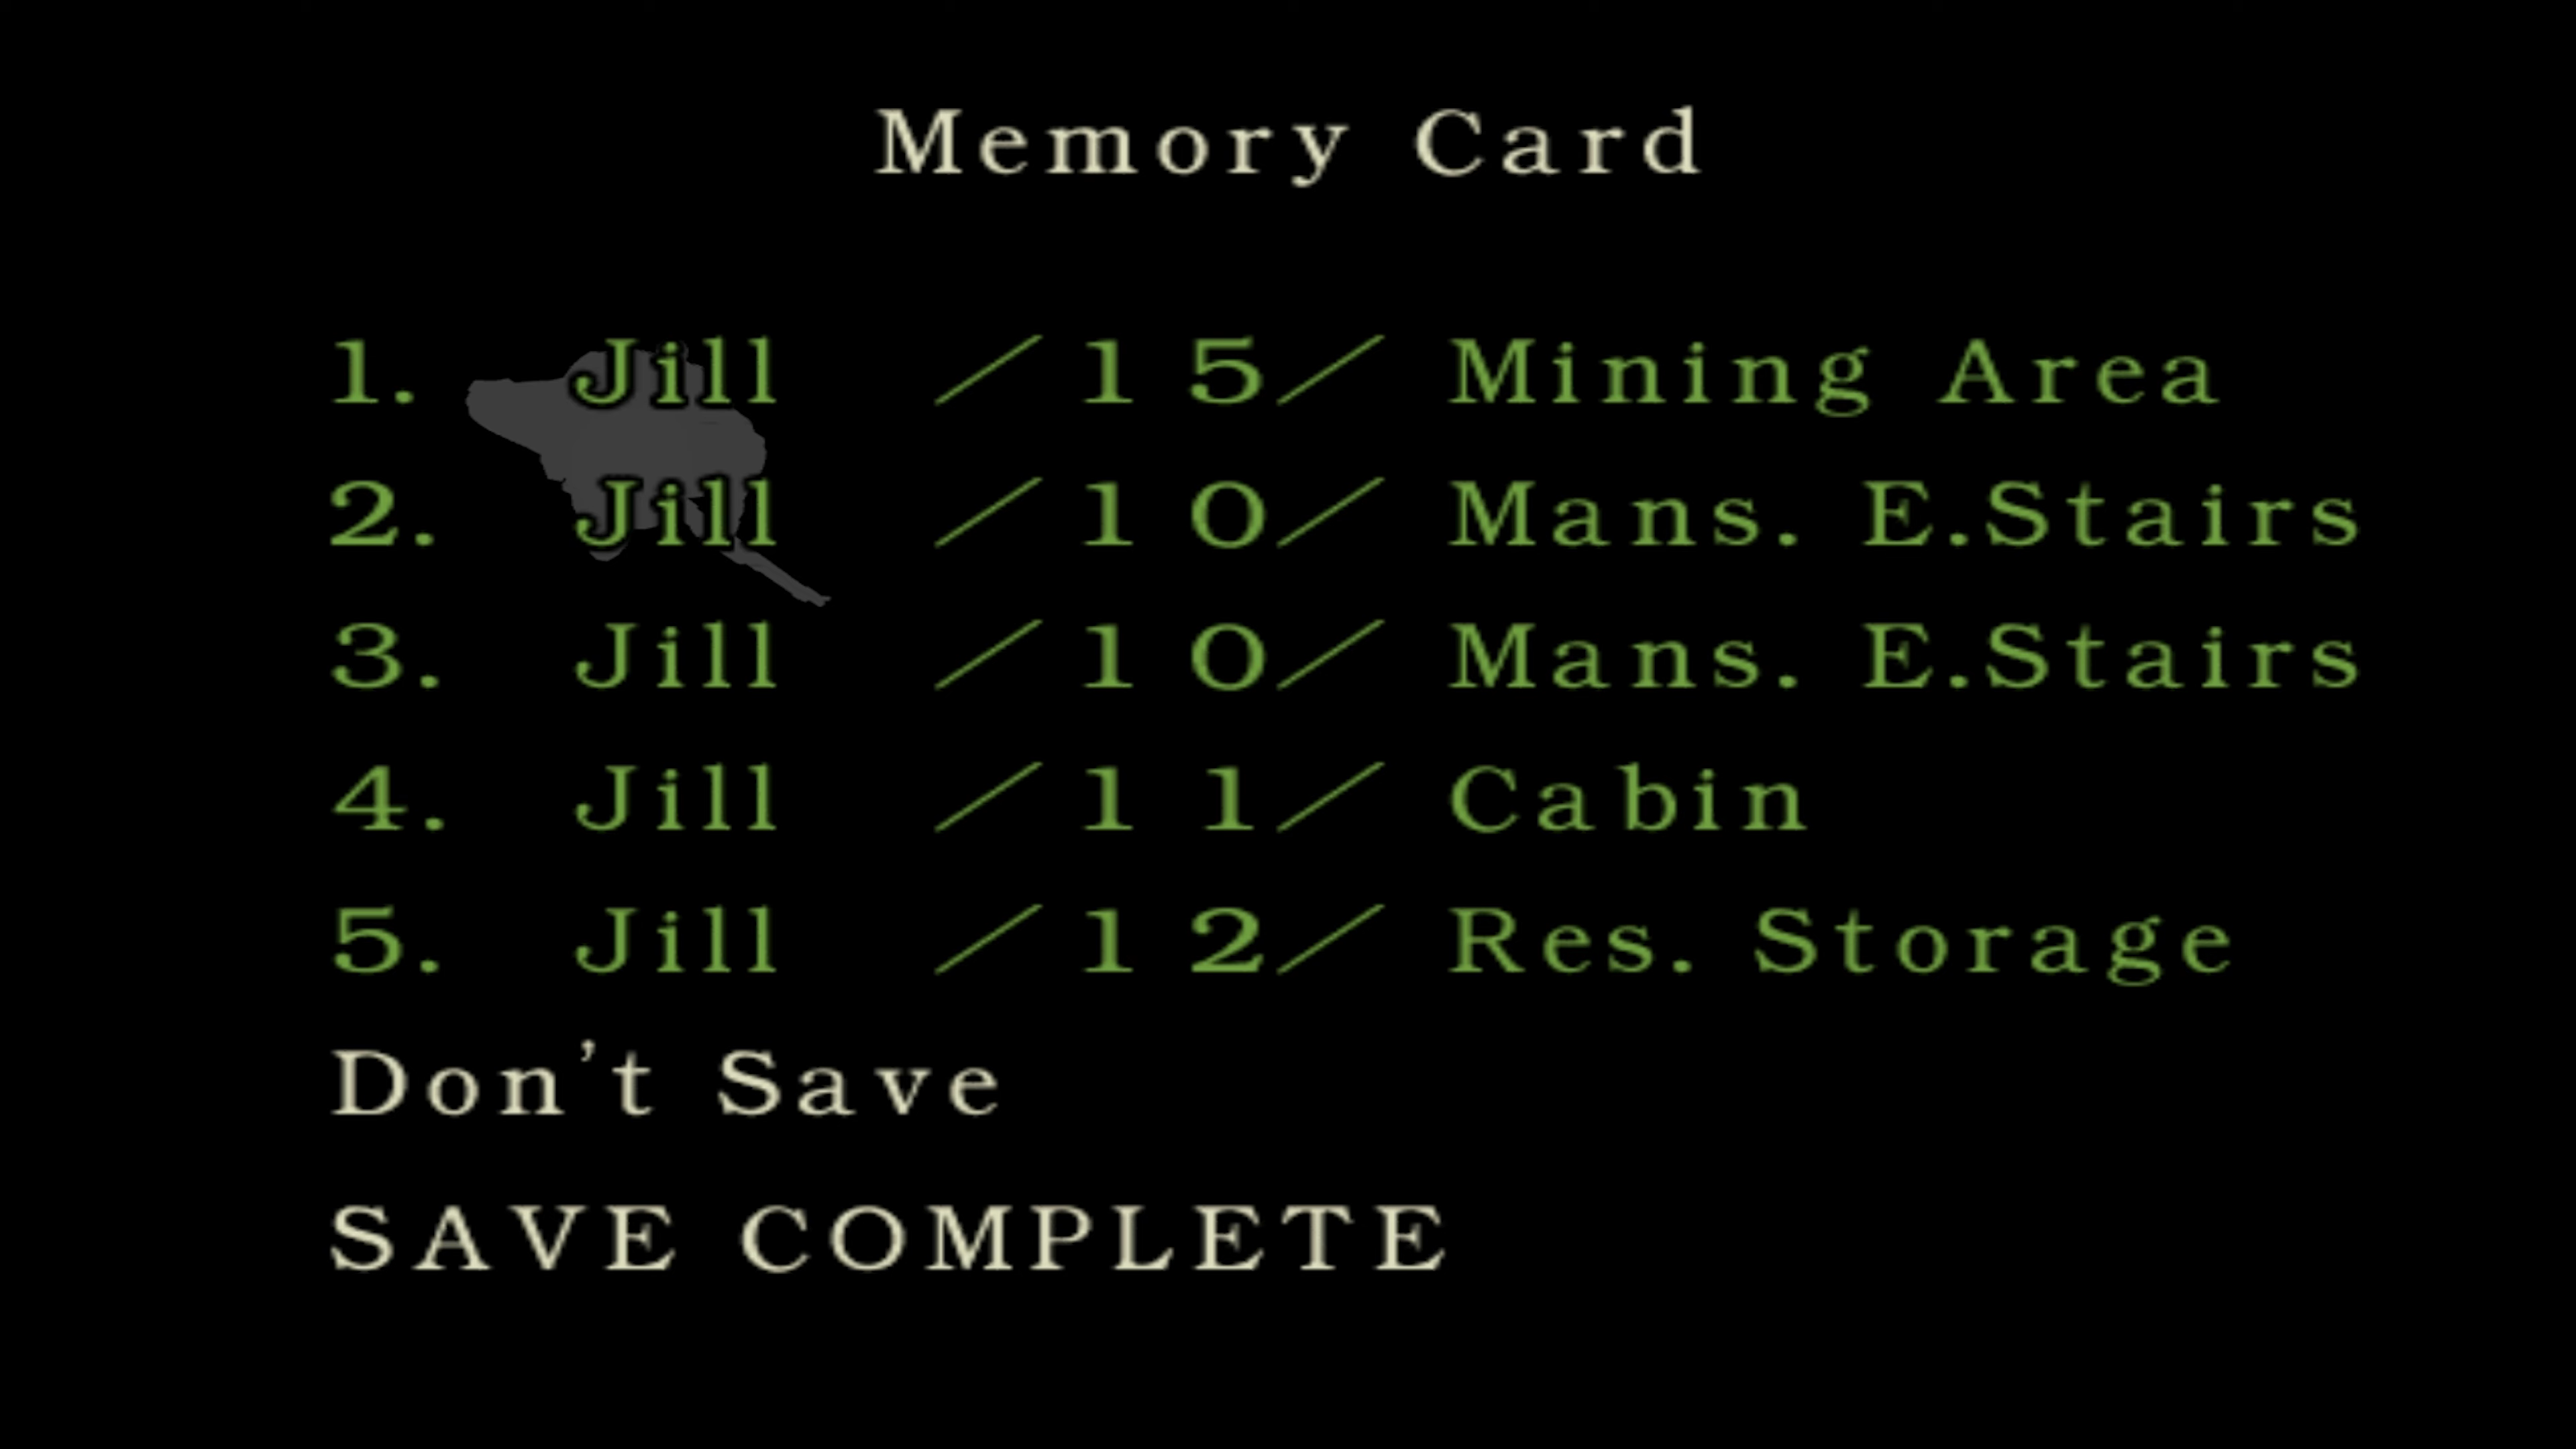 Memory Card
1. Jill / 15 / Mining Area
2. Jill / 10 / Mans. E.Stairs
3. Jill / 10 / Mans. E.Stairs
4. Jill / 11 / Cabin
5. Jill / 12 / Res. Storage
Don't Save
SAVE COMPLETE